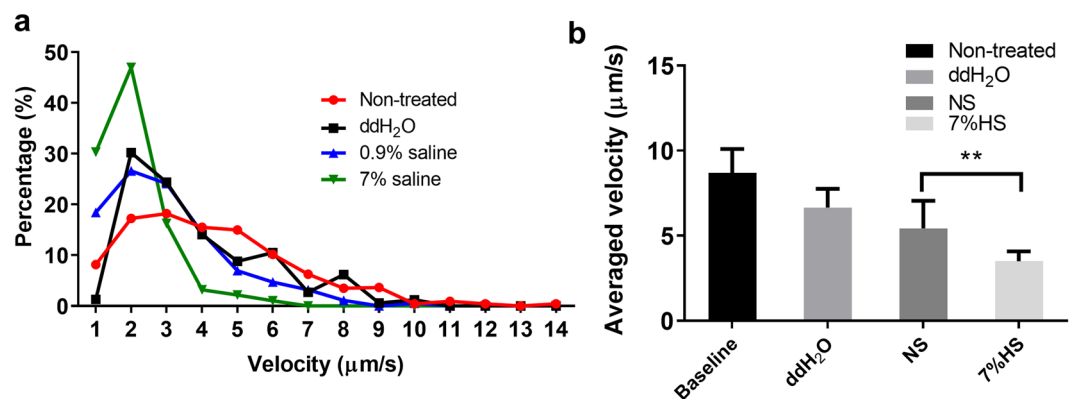 a
50
40
30
20
10
0
Percentage (%)
1 2 3 4 5 6 7 8 9 10 11 12 13 14
Velocity (μm/s)
Non-treated
ddH₂O
0.9% saline
7% saline
b
15
10
5
0
Averaged velocity (μm/s)
Non-treated
ddH₂O
NS
7%HS
**
Baseline
ddH₂O
NS
7%HS